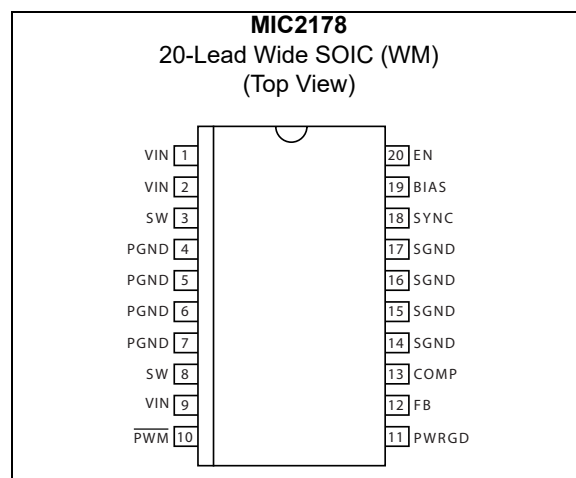 MIC2178
20-Lead Wide SOIC (WM)
(Top View)
VIN 1
VIN 2
SW 3
PGND 4
PGND 5
PGND 6
PGND 7
SW 8
VIN 9
PWM 10
20 EN
19 BIAS
18 SYNC
17 SGND
16 SGND
15 SGND
14 SGND
13 COMP
12 FB
11 PWRGD